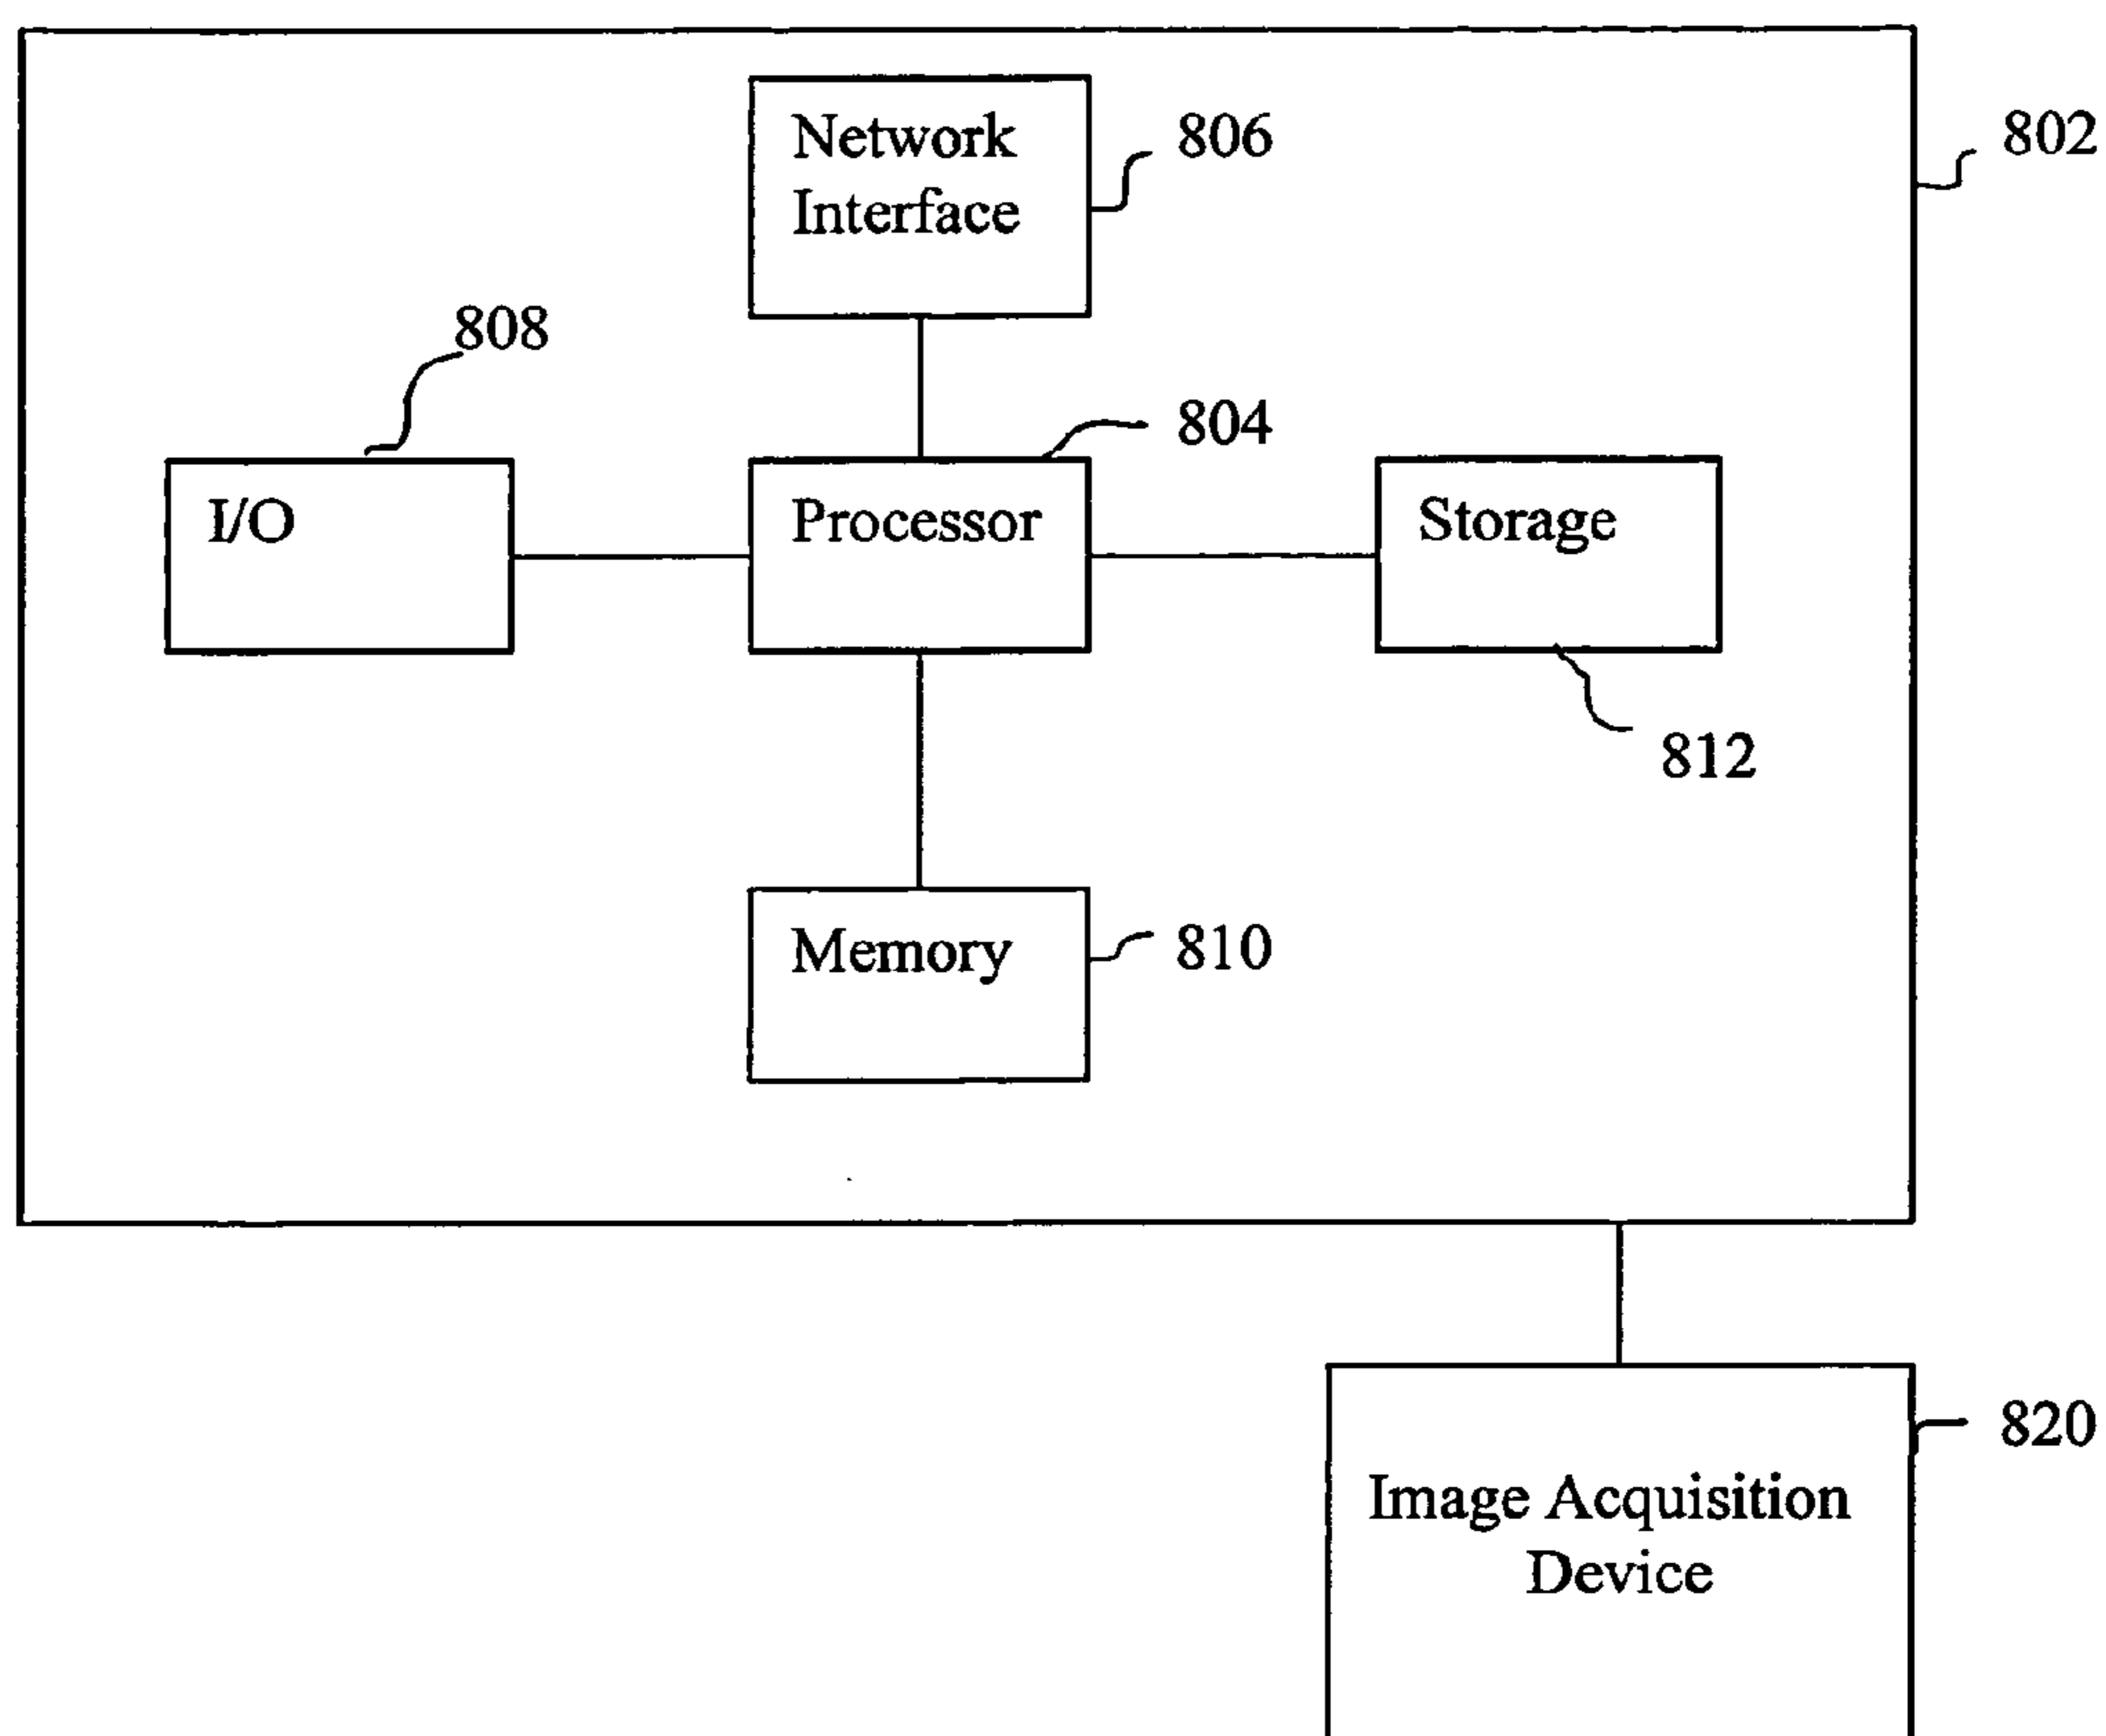 Network
Interface
806
802
808
804
I/O
Processor
Storage
812
Memory
810
820
Image Acquisition
Device